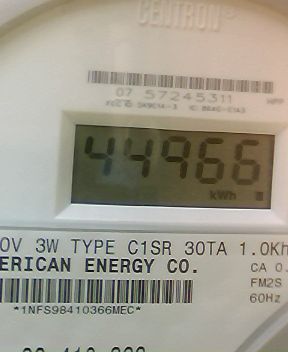 CENTRON®
07 57245311 HPP
44966
kWh
0V 3W TYPE C1SR 30TA 1.0Kh
ERICAN ENERGY CO.
CA 0.
FM2S
60Hz
*1NFS98410366MEC*